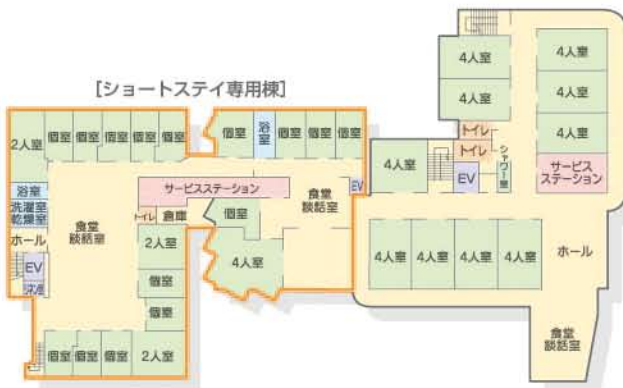 [ショートステイ専用棟]
2人室
個室
個室
個室
個室
個室
浴室
洗濯室
乾燥室
ホール
EV
食堂
談話室
トイレ
倉庫
サービスステーション
2人室
個室
個室
個室
個室
個室
2人室
個室
浴室
個室
個室
個室
個室
4人室
食堂
談話室
EV
4人室
4人室
4人室
4人室
4人室
4人室
トイレ
トイレ
シャワー室
EV
サービス
ステーション
4人室
4人室
4人室
4人室
ホール
食堂
談話室